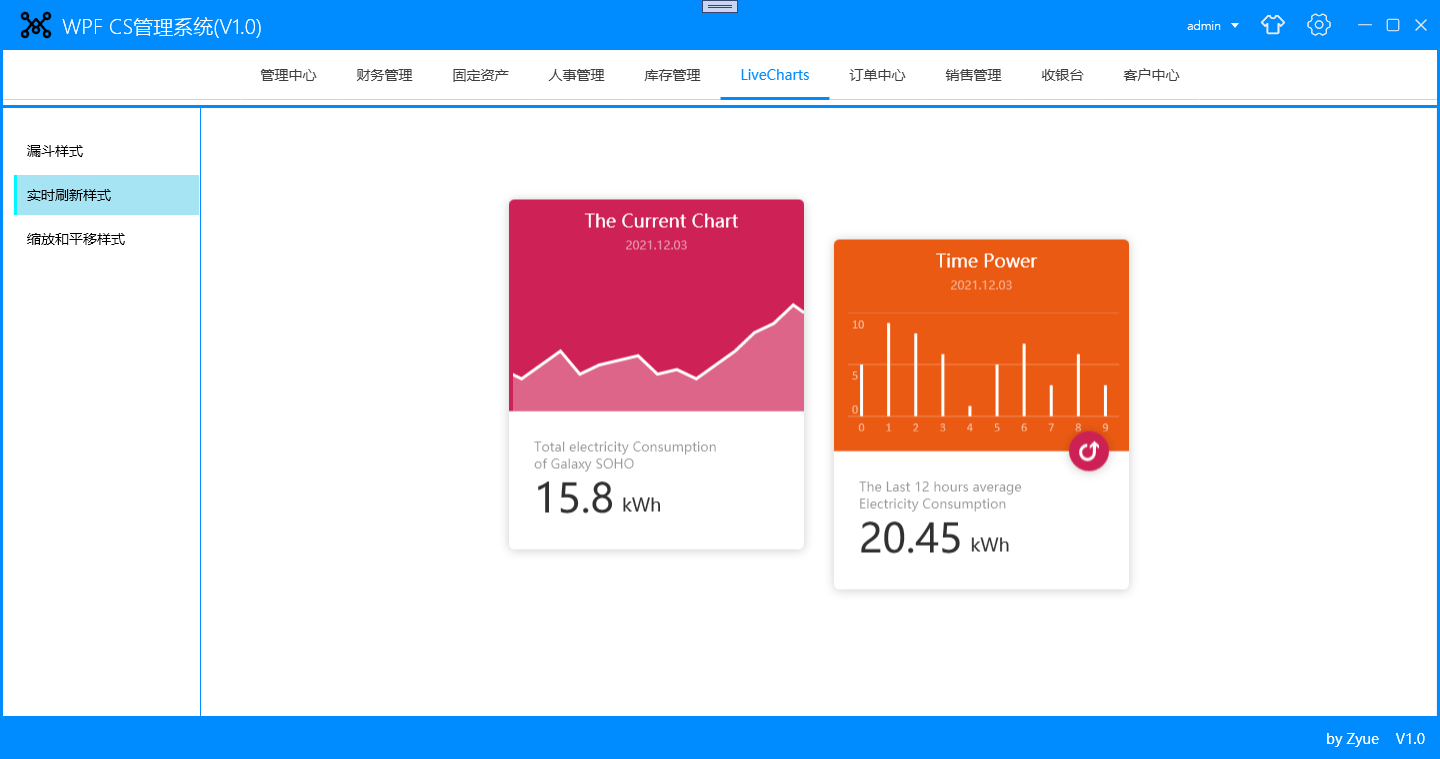 WPF CS管理系统(V1.0)
admin
管理中心 财务管理 固定资产 人事管理 库存管理 LiveCharts 订单中心 销售管理 收银台 客户中心
漏斗样式
实时刷新样式
缩放和平移样式
The Current Chart
2021.12.03
Total electricity Consumption
of Galaxy SOHO
15.8 kWh
Time Power
2021.12.03
10
5
0
0 1 2 3 4 5 6 7 8 9
The Last 12 hours average
Electricity Consumption
20.45 kWh
by Zyue V1.0